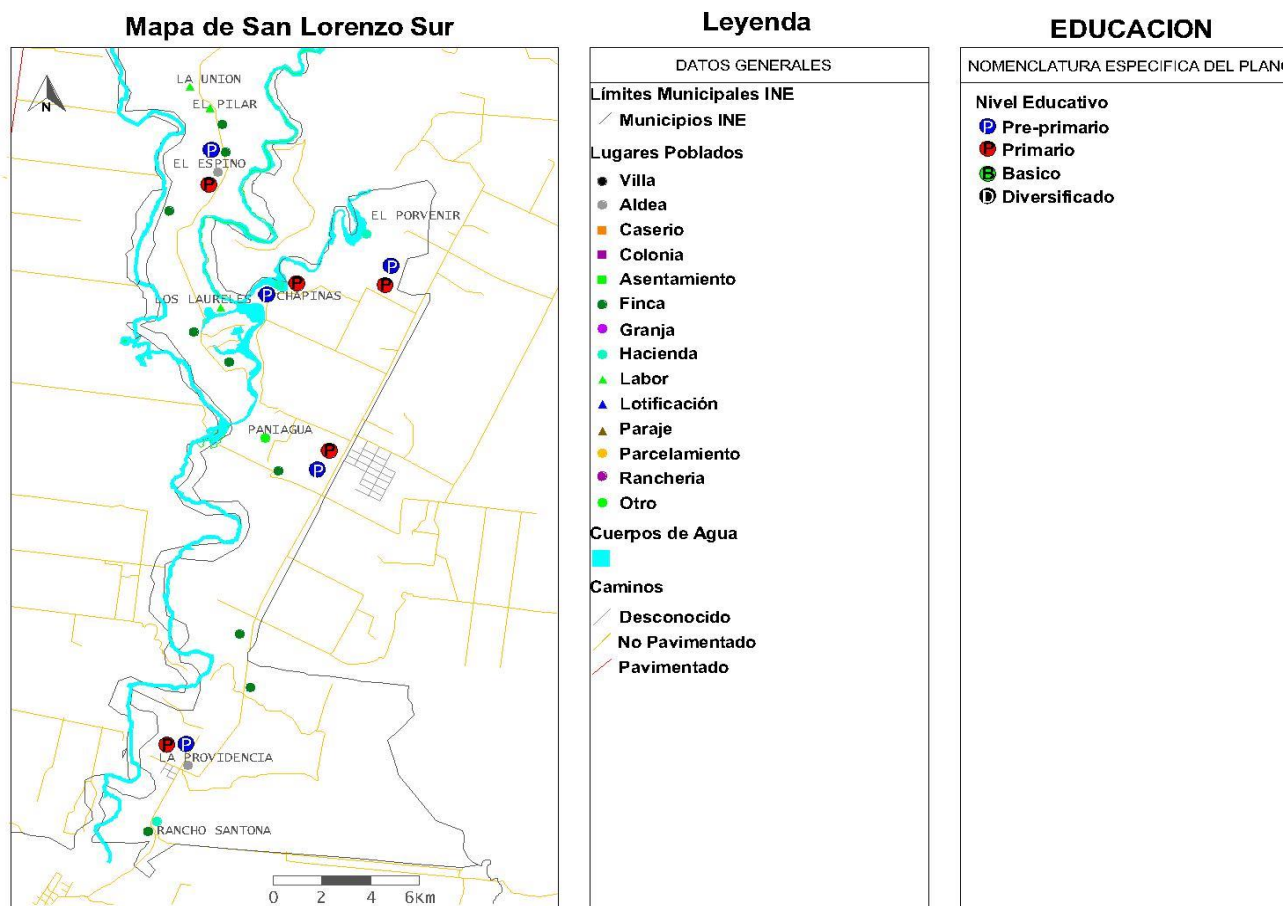 Mapa de San Lorenzo Sur
N
LA UNION
EL PILAR
P
EL ESPINO
P
EL PORVENIR
P
P
P
P
LOS LAURELES
CHAPINAS
PANIAGUA
P
P
P
P
LA PROVIDENCIA
RANCHO SANTONA
0 2 4 6Km
Leyenda
DATOS GENERALES
Límites Municipales INE
Municipios INE
Lugares Poblados
Villa
Aldea
Caserio
Colonia
Asentamiento
Finca
Granja
Hacienda
Labor
Lotificación
Paraje
Parcelamiento
Rancheria
Otro
Cuerpos de Agua
Caminos
Desconocido
No Pavimentado
Pavimentado
EDUCACION
NOMENCLATURA ESPECIFICA DEL PLANO
Nivel Educativo
P Pre-primario
P Primario
B Basico
D Diversificado